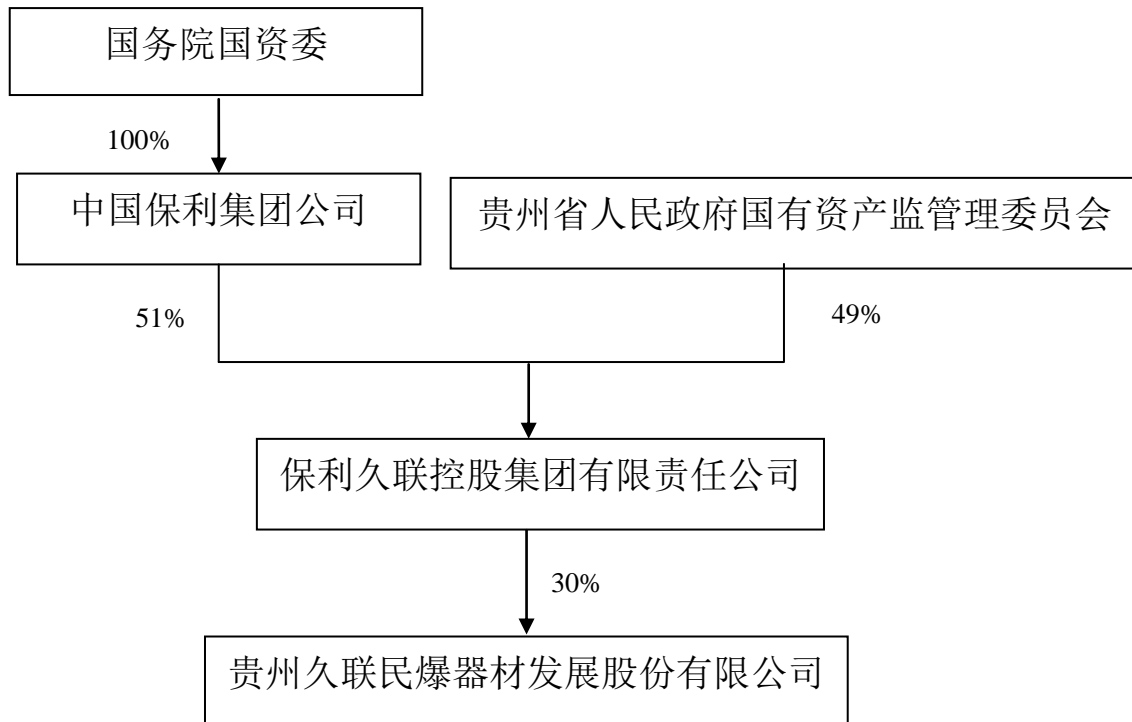 国务院国资委
100%
中国保利集团公司
贵州省人民政府国有资产监管理委员会
51%
49%
保利久联控股集团有限责任公司
30%
贵州久联民爆器材发展股份有限公司